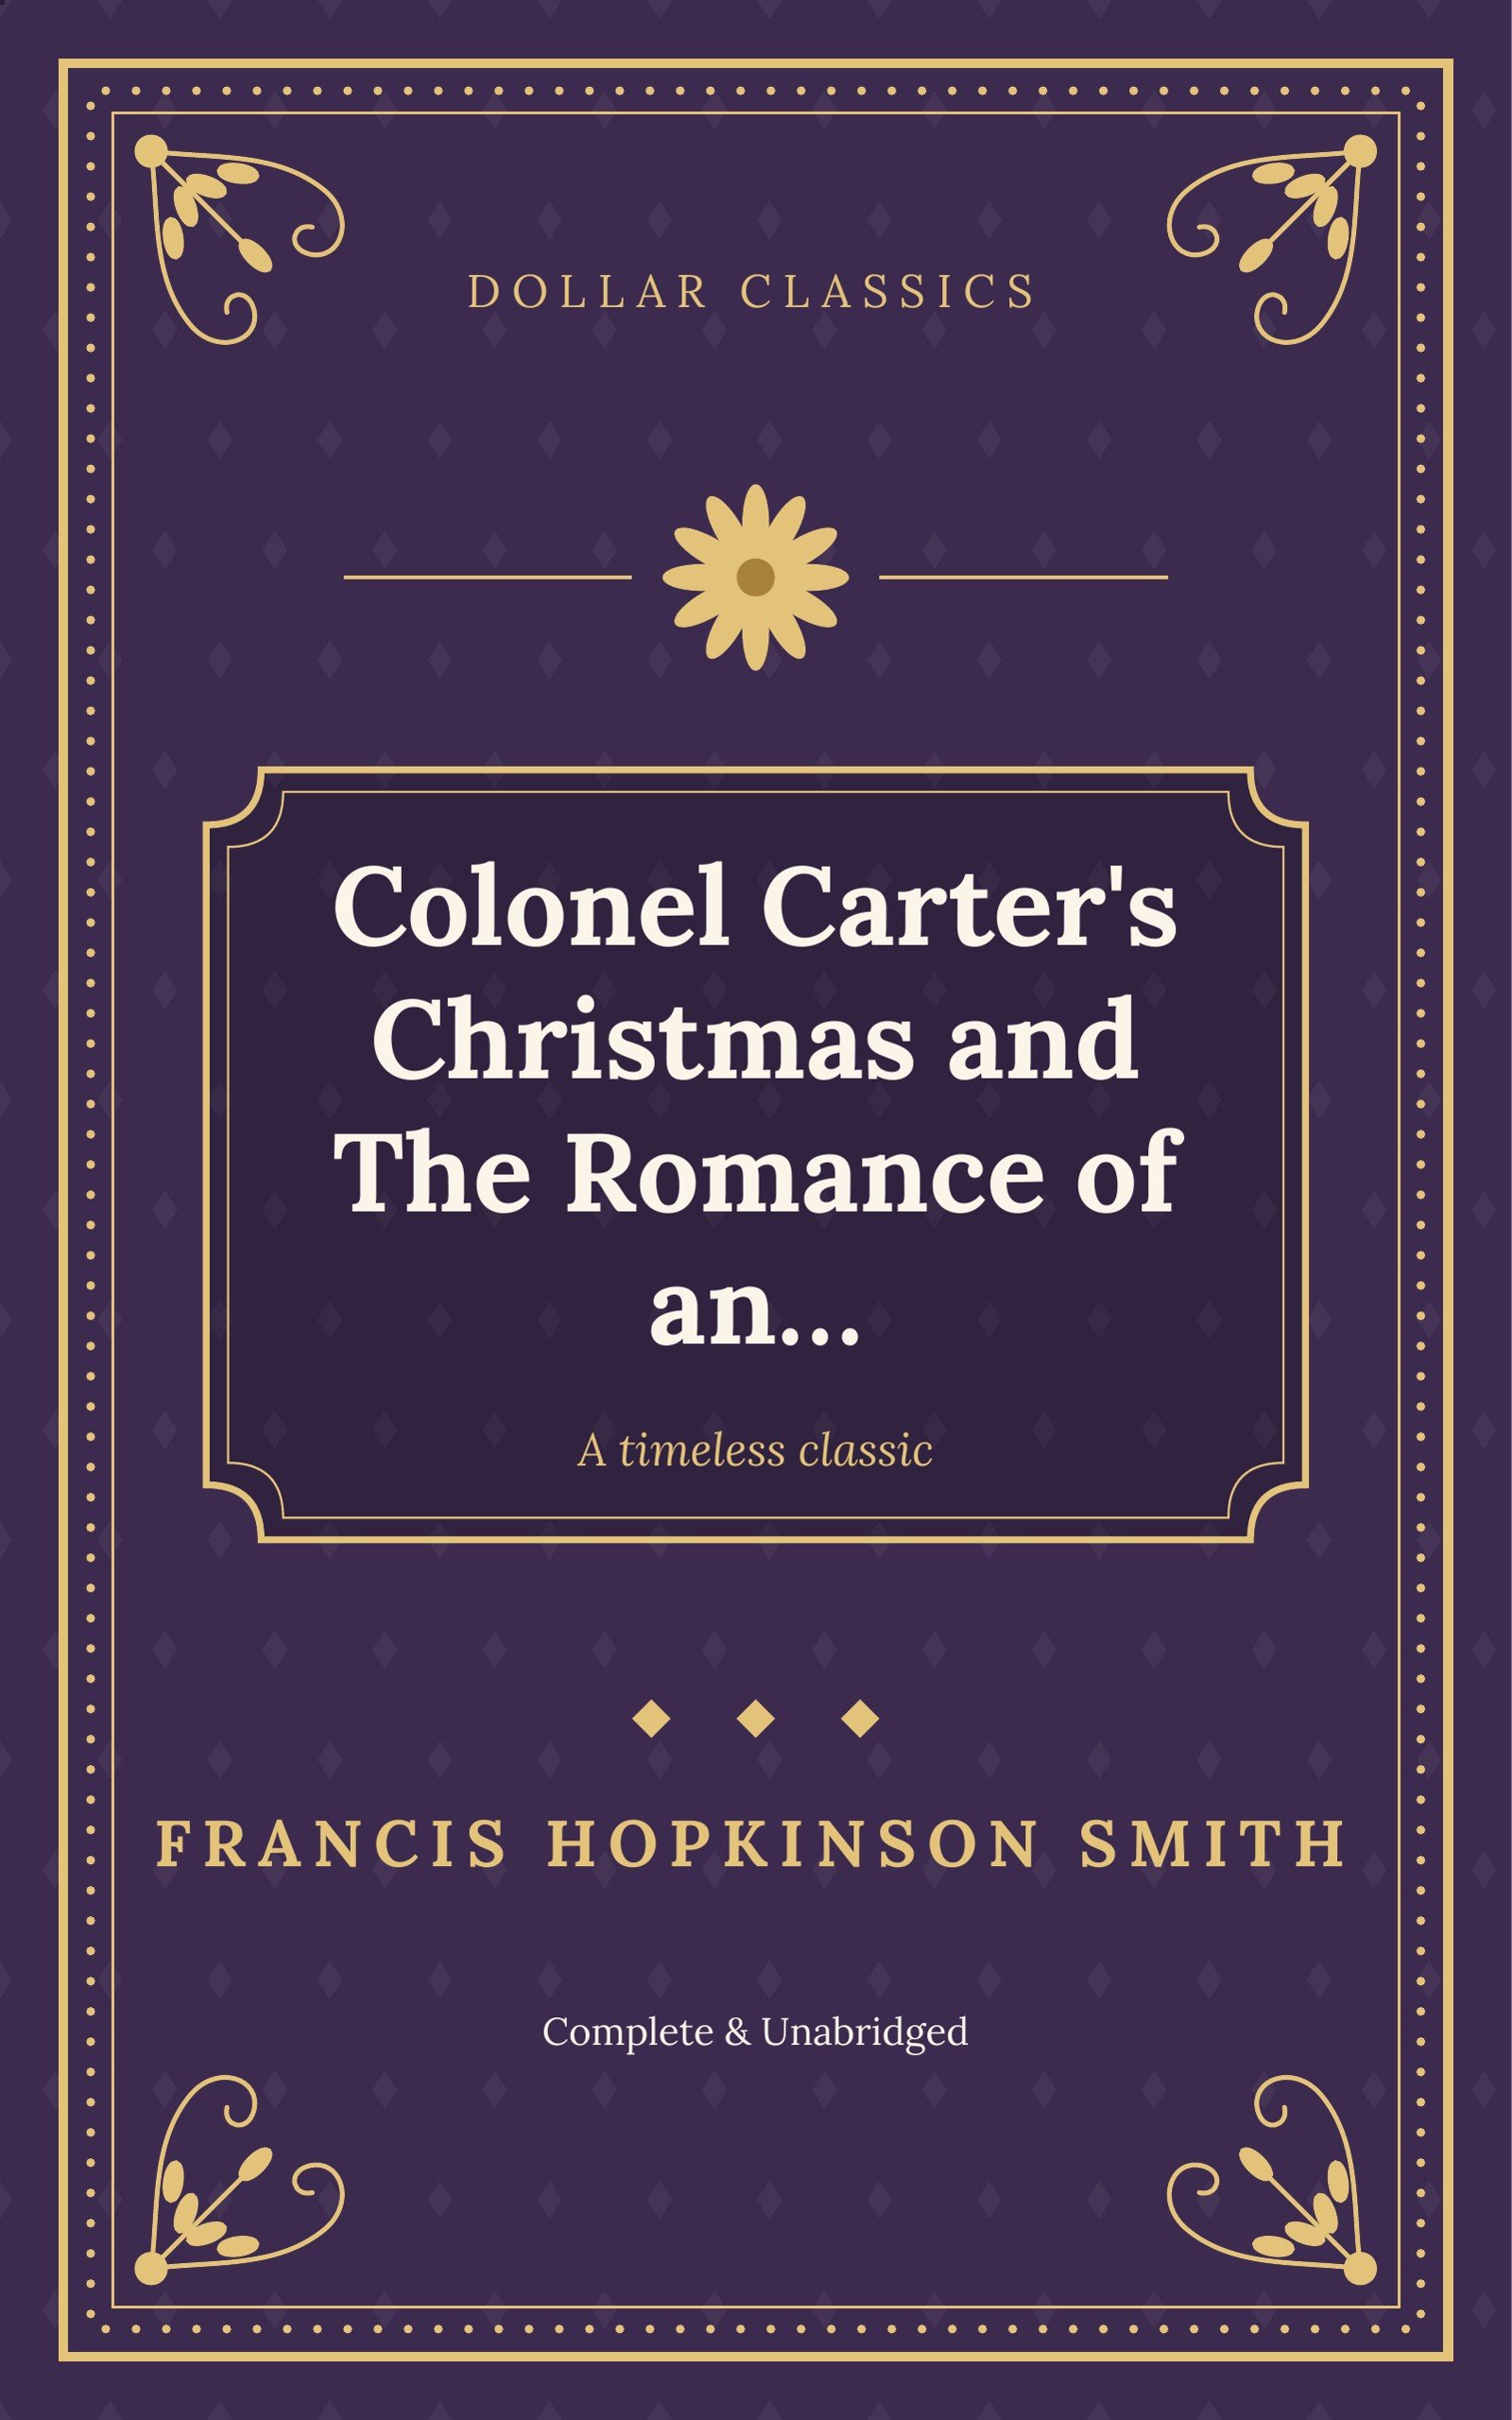 DOLLAR CLASSICS
Colonel Carter's
Christmas and
The Romance of
an...
A timeless classic
FRANCIS HOPKINSON SMITH
Complete & Unabridged